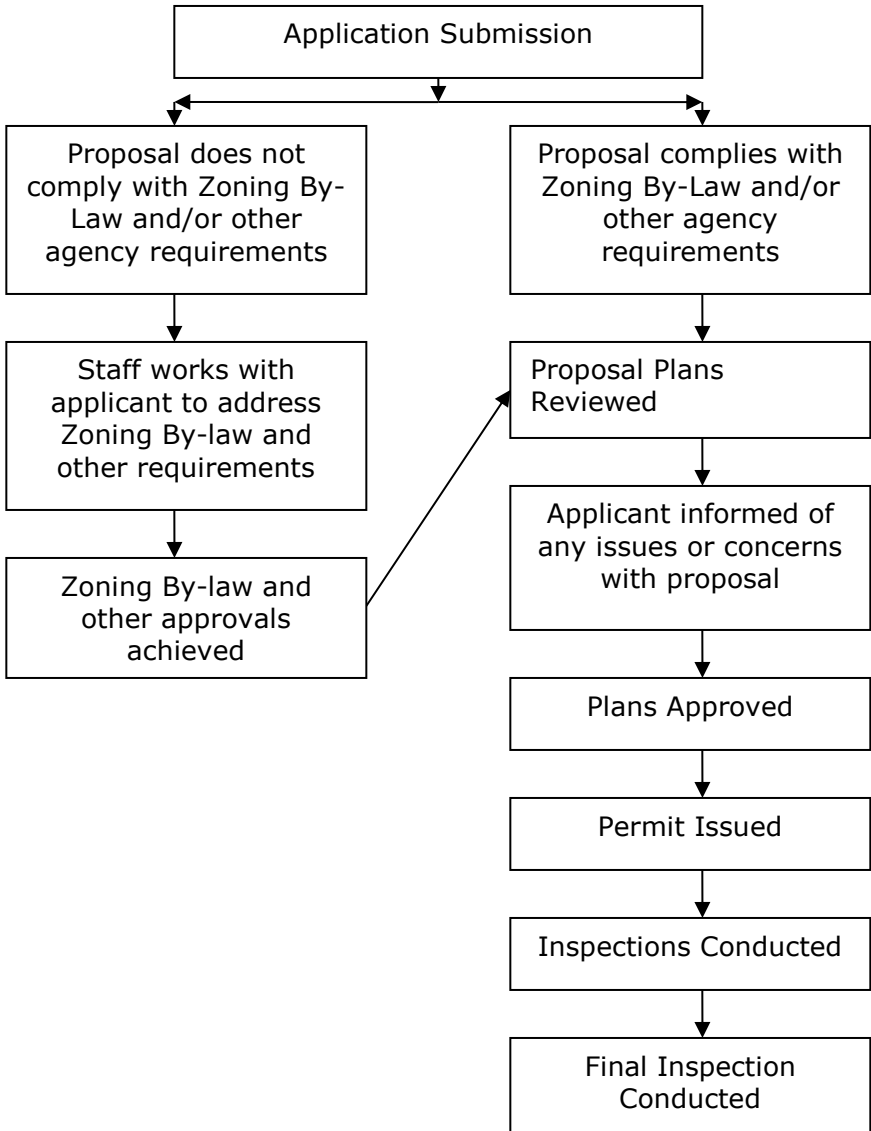 Application Submission
Proposal does not
comply with Zoning By-
Law and/or other
agency requirements
Staff works with
applicant to address
Zoning By-law and
other requirements
Zoning By-law and
other approvals
achieved
Proposal complies with
Zoning By-Law and/or
other agency
requirements
Proposal Plans
Reviewed
Applicant informed of
any issues or concerns
with proposal
Plans Approved
Permit Issued
Inspections Conducted
Final Inspection
Conducted